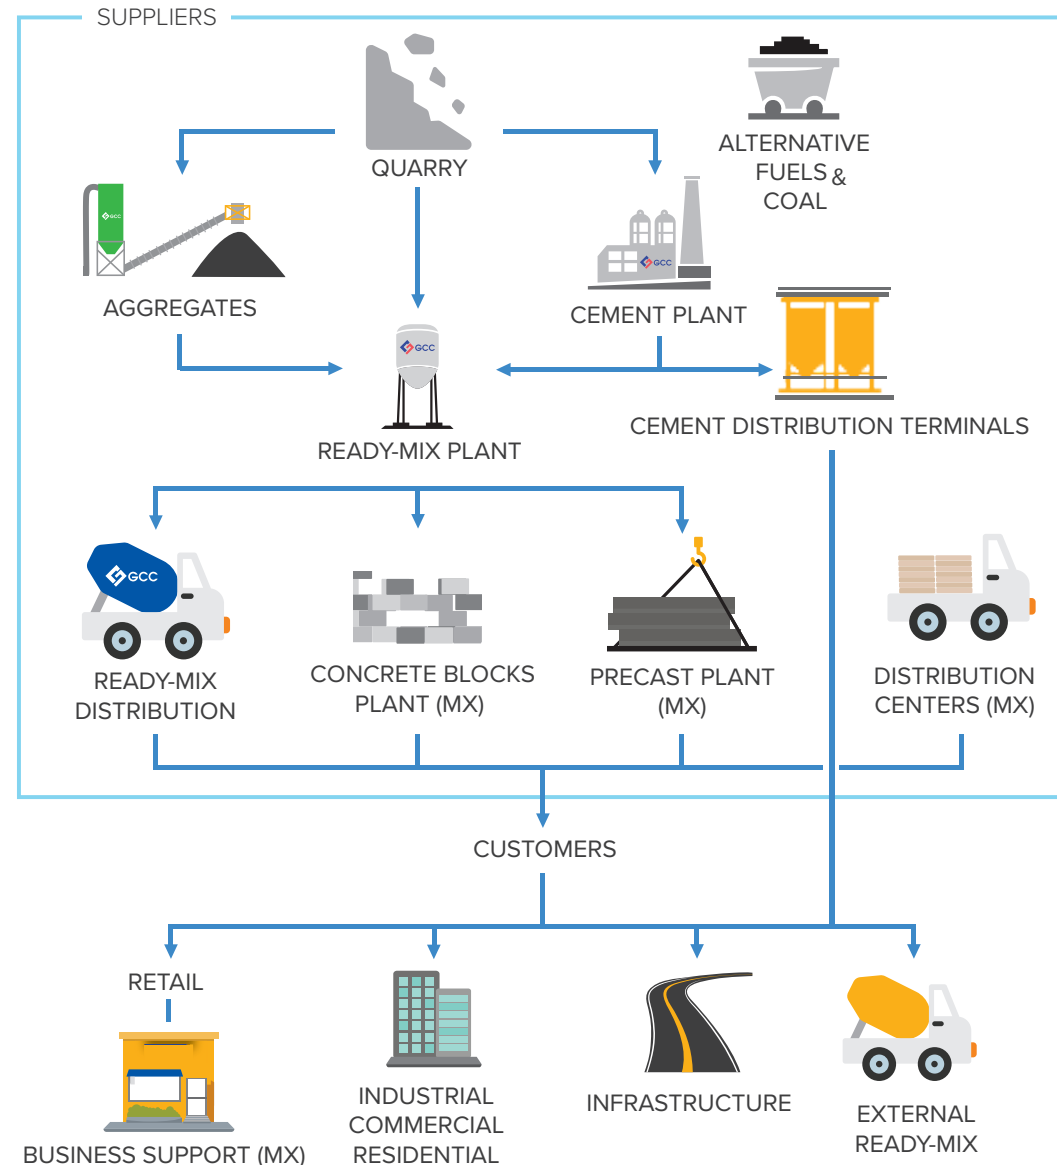 SUPPLIERS
QUARRY
ALTERNATIVE
FUELS &
COAL
GCC
AGGREGATES
GCC
CEMENT PLANT
GCC
READY-MIX PLANT
CEMENT DISTRIBUTION TERMINALS
GCC
READY-MIX
DISTRIBUTION
CONCRETE BLOCKS
PLANT (MX)
PRECAST PLANT
(MX)
DISTRIBUTION
CENTERS (MX)
CUSTOMERS
RETAIL
BUSINESS SUPPORT (MX)
INDUSTRIAL
COMMERCIAL
RESIDENTIAL
INFRASTRUCTURE
EXTERNAL
READY-MIX